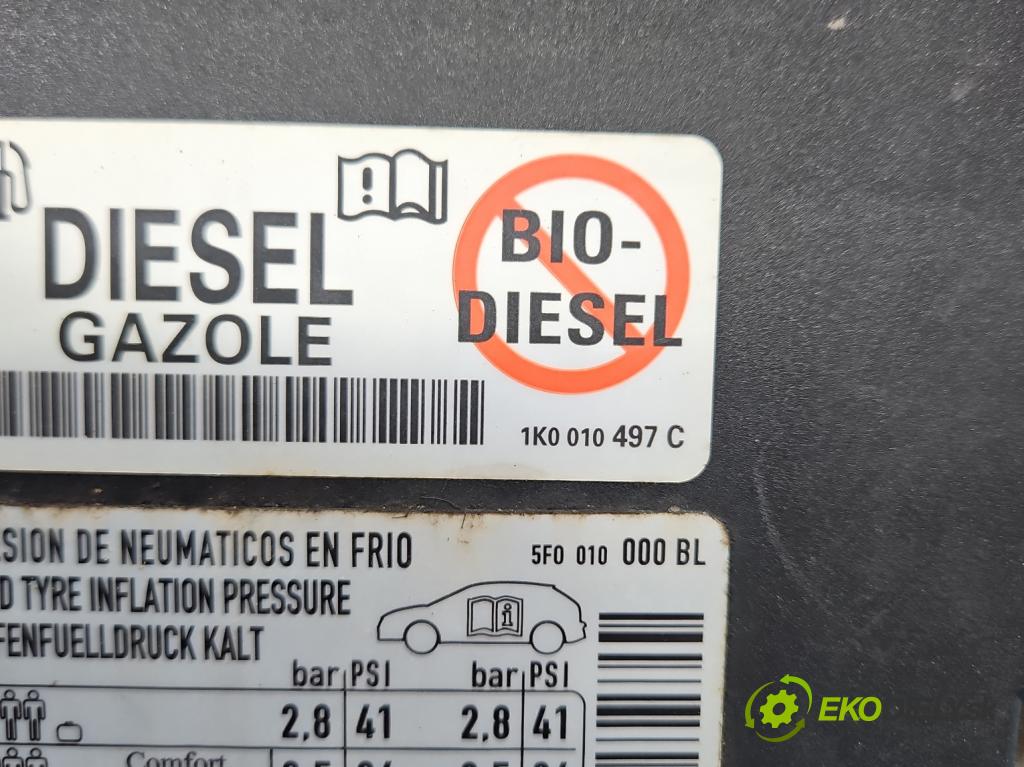 DIESEL
GAZOLE
BIO-
DIESEL
1K0 010 497 C
SION DE NEUMATICOS EN FRIO
5F0 010 000 BL
D TYRE INFLATION PRESSURE
FENFUELLDRUCK KALT
bar PSI bar PSI
2,8 41 2,8 41
Comfort
EKO